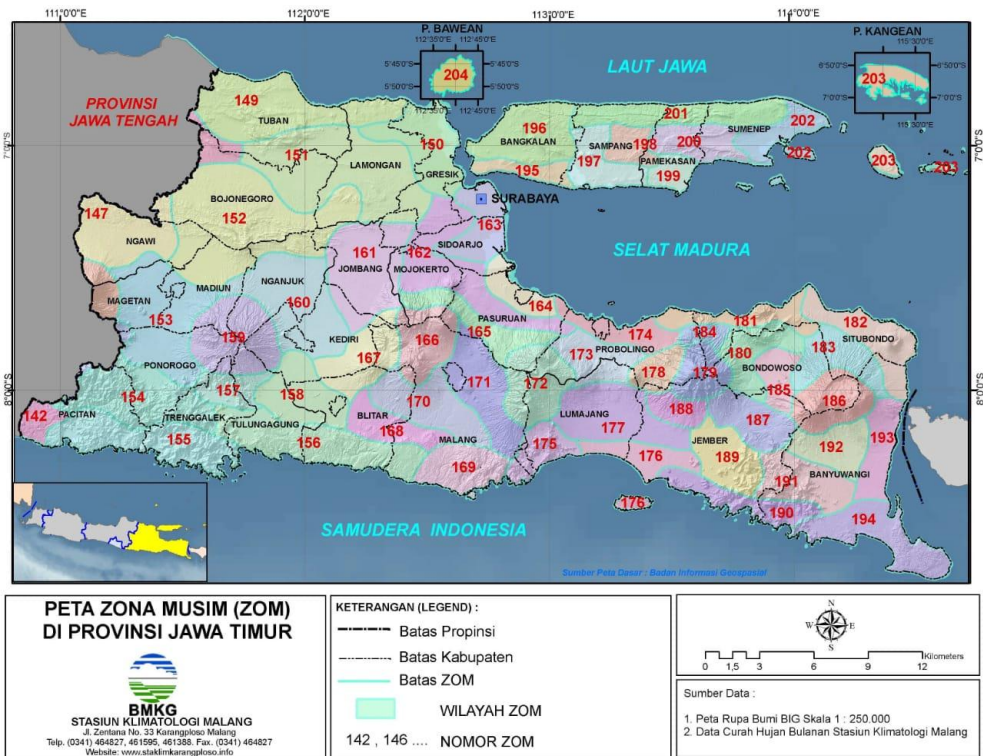 111°0'0"E
112°0'0"E
113°0'0"E
114°0'0"E
P. BAWEAN
112°35'0"E 112°45'0"E
5°45'0"S
5°50'0"S
204
112°35'0"E 112°45'0"E
P. KANGEAN
115°30'0"E
6°50'0"S
7°0'0"S
203
115°30'0"E
LAUT JAWA
PROVINSI
JAWA TENGAH
7°0'0"S
8°0'0"S
149
TUBAN
151
150
LAMONGAN
GRESIK
BOJONEGORO
152
147
NGAWI
196
BANGKALAN
195
201
SAMPANG
198
200
197
PAMEKASAN
199
SUMENEP
202
202
203
203
SURABAYA
163
SIDOARJO
SELAT MADURA
161
JOMBANG
162
MOJOKERTO
MAGETAN
MADIUN
NGANJUK
160
153
159
KEDIRI
167
166
164
PASURUAN
165
174
PROBOLINGO
173
178
184
181
182
SITUBONDO
180
183
BONDOWOSO
179
185
186
PONOROGO
154
157
158
142
PACITAN
TRENGGALEK
155
TULUNGAGUNG
156
BLITAR
168
170
171
172
MALANG
169
LUMAJANG
177
175
188
187
176
JEMBER
189
192
193
191
BANYUWANGI
190
194
176
SAMUDERA INDONESIA
Sumber Peta Dasar : Badan Informasi Geospasial
PETA ZONA MUSIM (ZOM)
DI PROVINSI JAWA TIMUR
BMKG
STASIUN KLIMATOLOGI MALANG
Jl. Zentana No. 33 Karangploso Malang
Telp. (0341) 464827, 461595, 461388. Fax. (0341) 464827
Website: www.staklimkarangploso.info
KETERANGAN (LEGEND) :
Batas Propinsi
Batas Kabupaten
Batas ZOM
WILAYAH ZOM
142 , 146 .... NOMOR ZOM
N
W E
S
0 1,5 3 6 9 12 Kilometers
Sumber Data :
1. Peta Rupa Bumi BIG Skala 1 : 250.000
2. Data Curah Hujan Bulanan Stasiun Klimatologi Malang